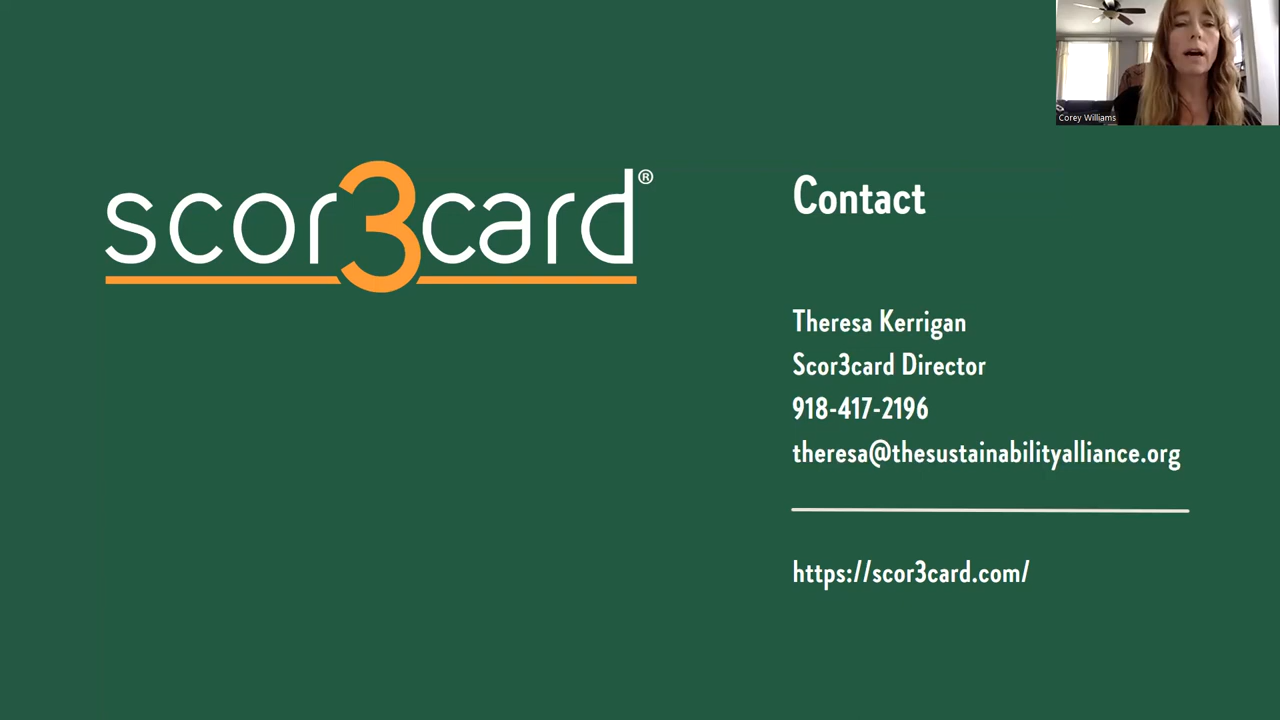 scor3card®
Contact
Theresa Kerrigan
Scor3card Director
918-417-2196
theresa@thesustainabilityalliance.org
https://scor3card.com/
Corey Williams